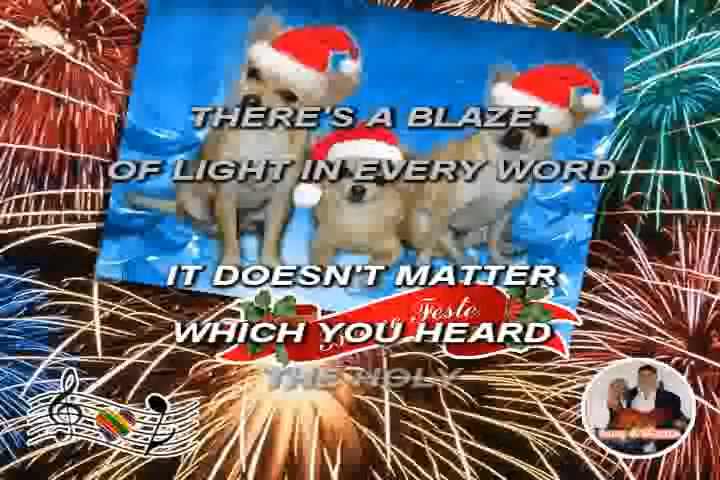 THERE'S A BLAZE
OF LIGHT IN EVERY WORD
IT DOESN'T MATTER
WHICH YOU HEARD
Feste
THE HOLY